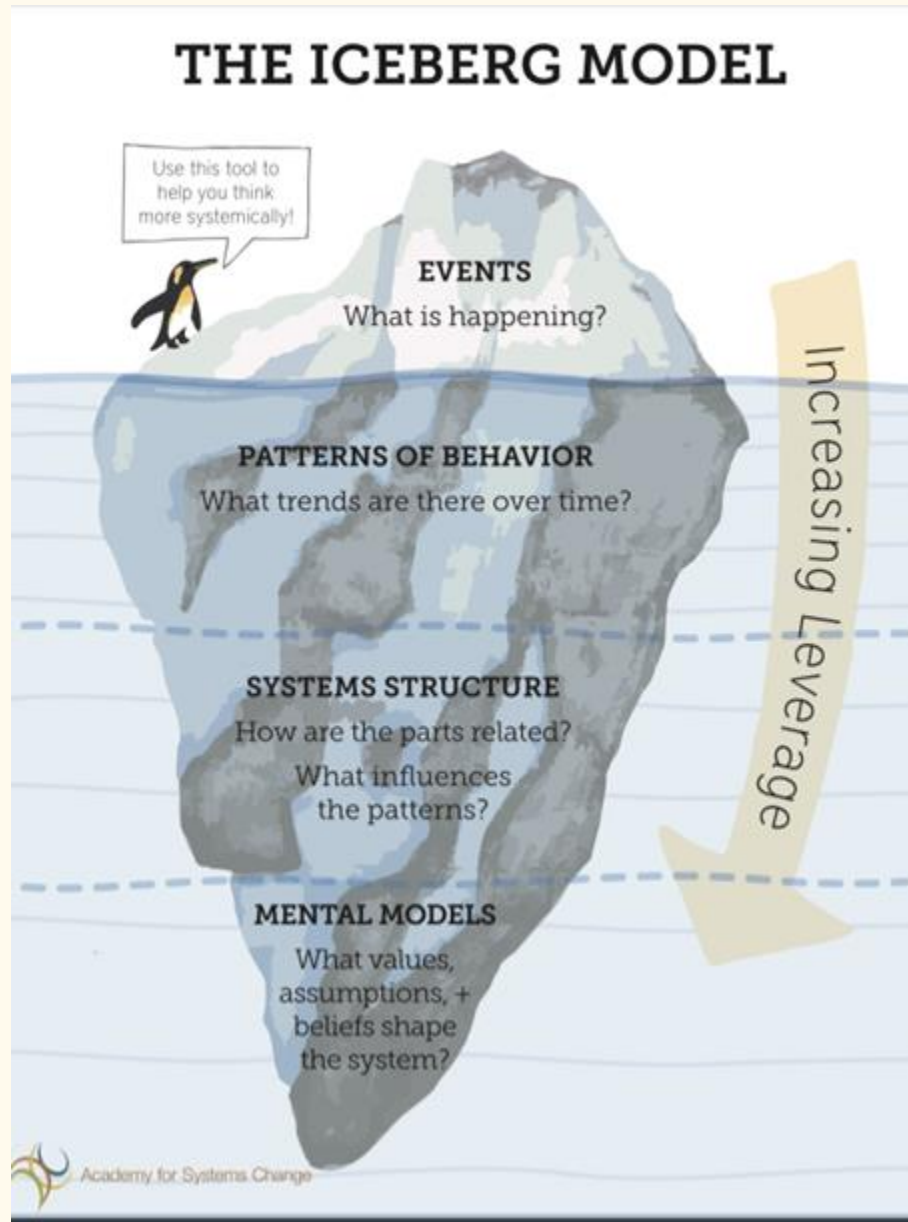 THE ICEBERG MODEL
Use this tool to
help you think
more systemically!
EVENTS
What is happening?
PATTERNS OF BEHAVIOR
What trends are there over time?
SYSTEMS STRUCTURE
How are the parts related?
What influences
the patterns?
MENTAL MODELS
What values,
assumptions, +
beliefs shape
the system?
Increasing Leverage
Academy for Systems Change